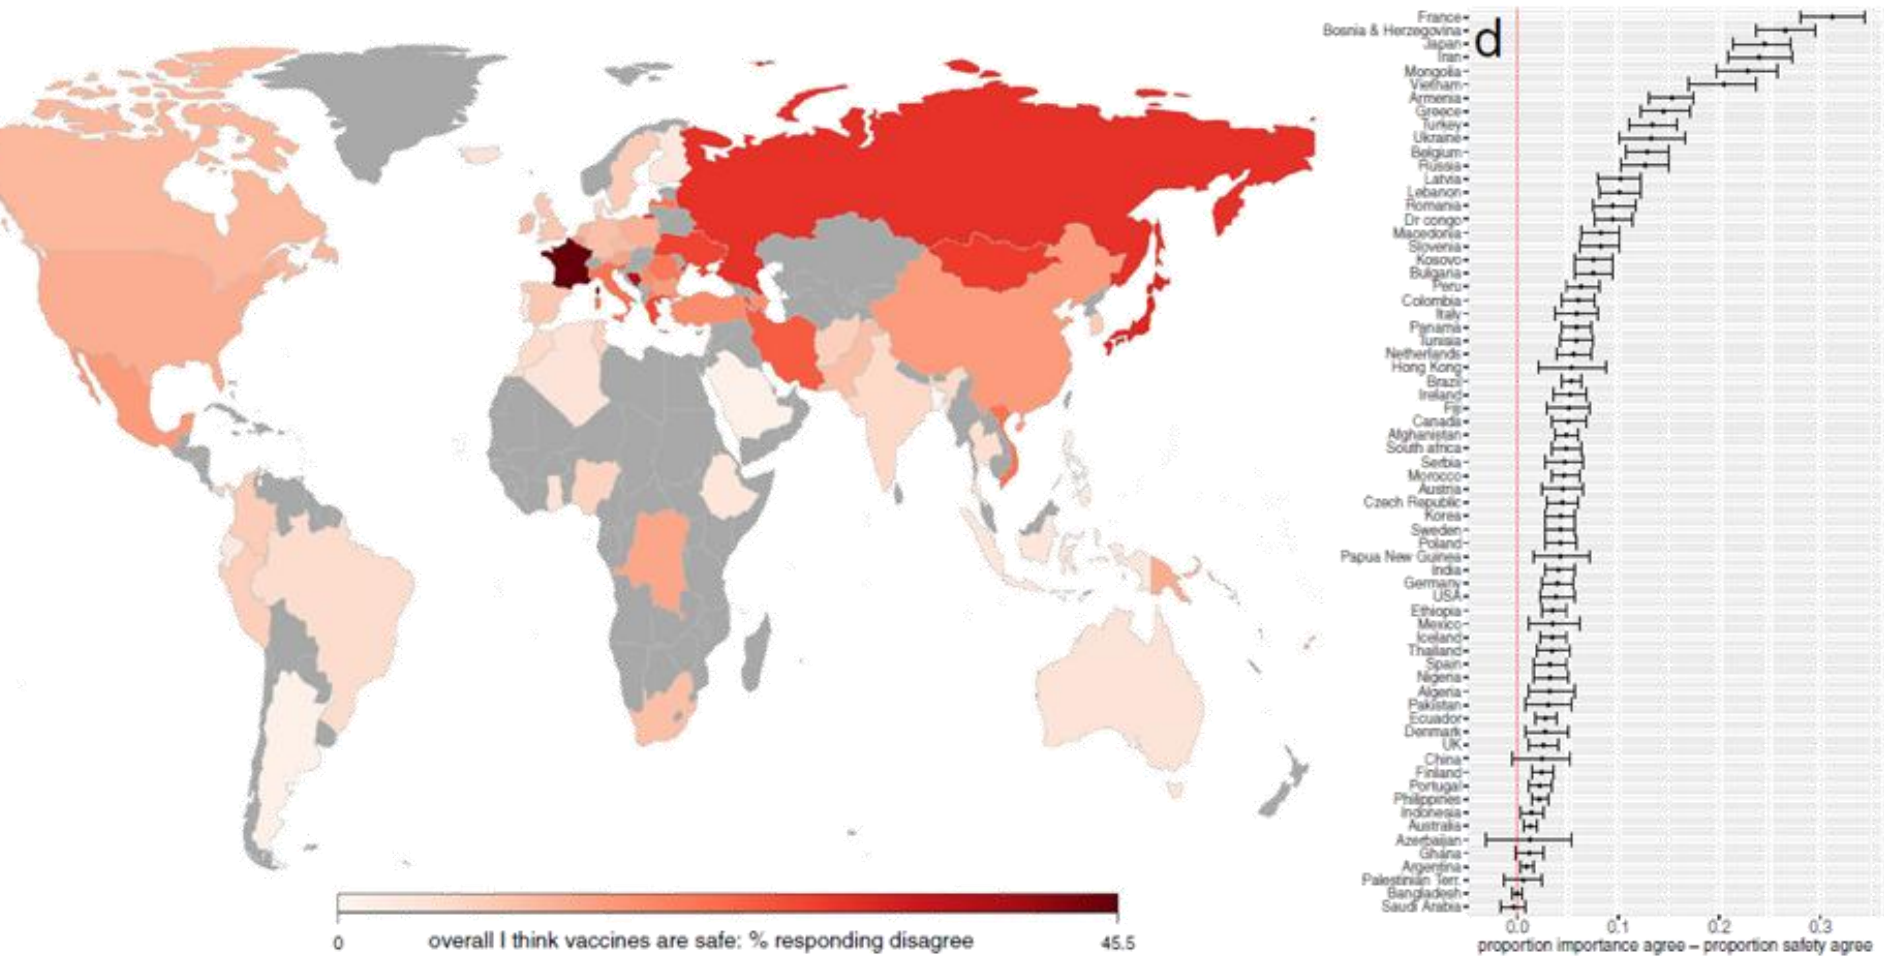 d
France
Bosnia & Herzegovina
Japan
Iran
Mongolia
Vietnam
Armenia
Greece
Turkey
Ukraine
Belgium
Russia
Latvia
Lebanon
Romania
Dr congo
Macedonia
Slovenia
Kosovo
Bulgaria
Peru
Colombia
Italy
Panama
Tunisia
Netherlands
Hong Kong
Brazil
Ireland
Fiji
Canada
Afghanistan
South africa
Serbia
Morocco
Austria
Czech Republic
Korea
Sweden
Poland
Papua New Guinea
India
Germany
USA
Ethiopia
Mexico
Iceland
Thailand
Spain
Nigeria
Algeria
Pakistan
Ecuador
Denmark
UK
China
Finland
Portugal
Philippines
Indonesia
Australia
Azerbaijan
Ghana
Argentina
Palestinian Terr.
Bangladesh
Saudi Arabia
0.0 0.1 0.2 0.3
proportion importance agree – proportion safety agree
0 overall I think vaccines are safe: % responding disagree 45.5